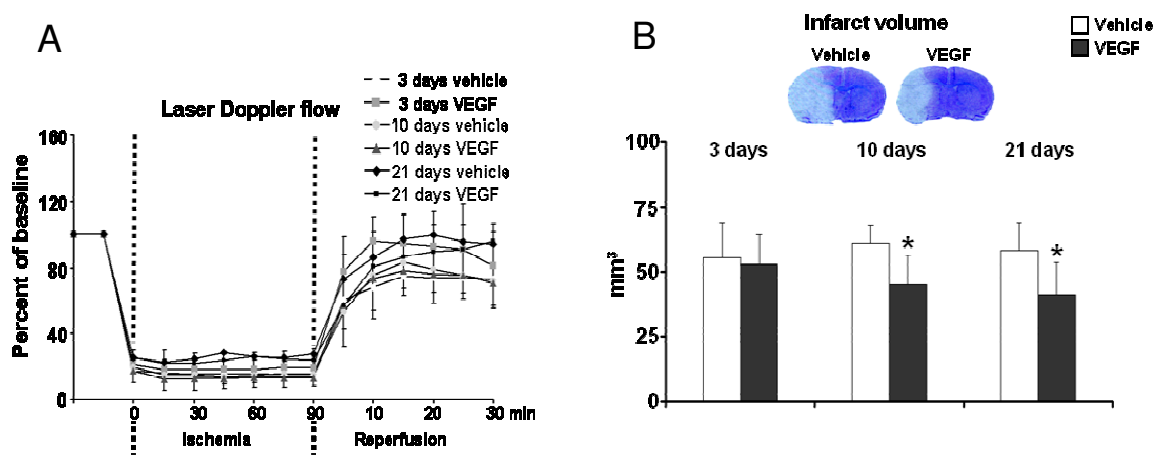 A
Laser Doppler flow
3 days vehicle
3 days VEGF
10 days vehicle
10 days VEGF
21 days vehicle
21 days VEGF
Percent of baseline
160
120
80
40
0
0 30 60 90 10 20 30 min
Ischemia Reperfusion
B
Infarct volume
Vehicle VEGF
Vehicle
VEGF
3 days 10 days 21 days
mm³
100
75
50
25
0
* *